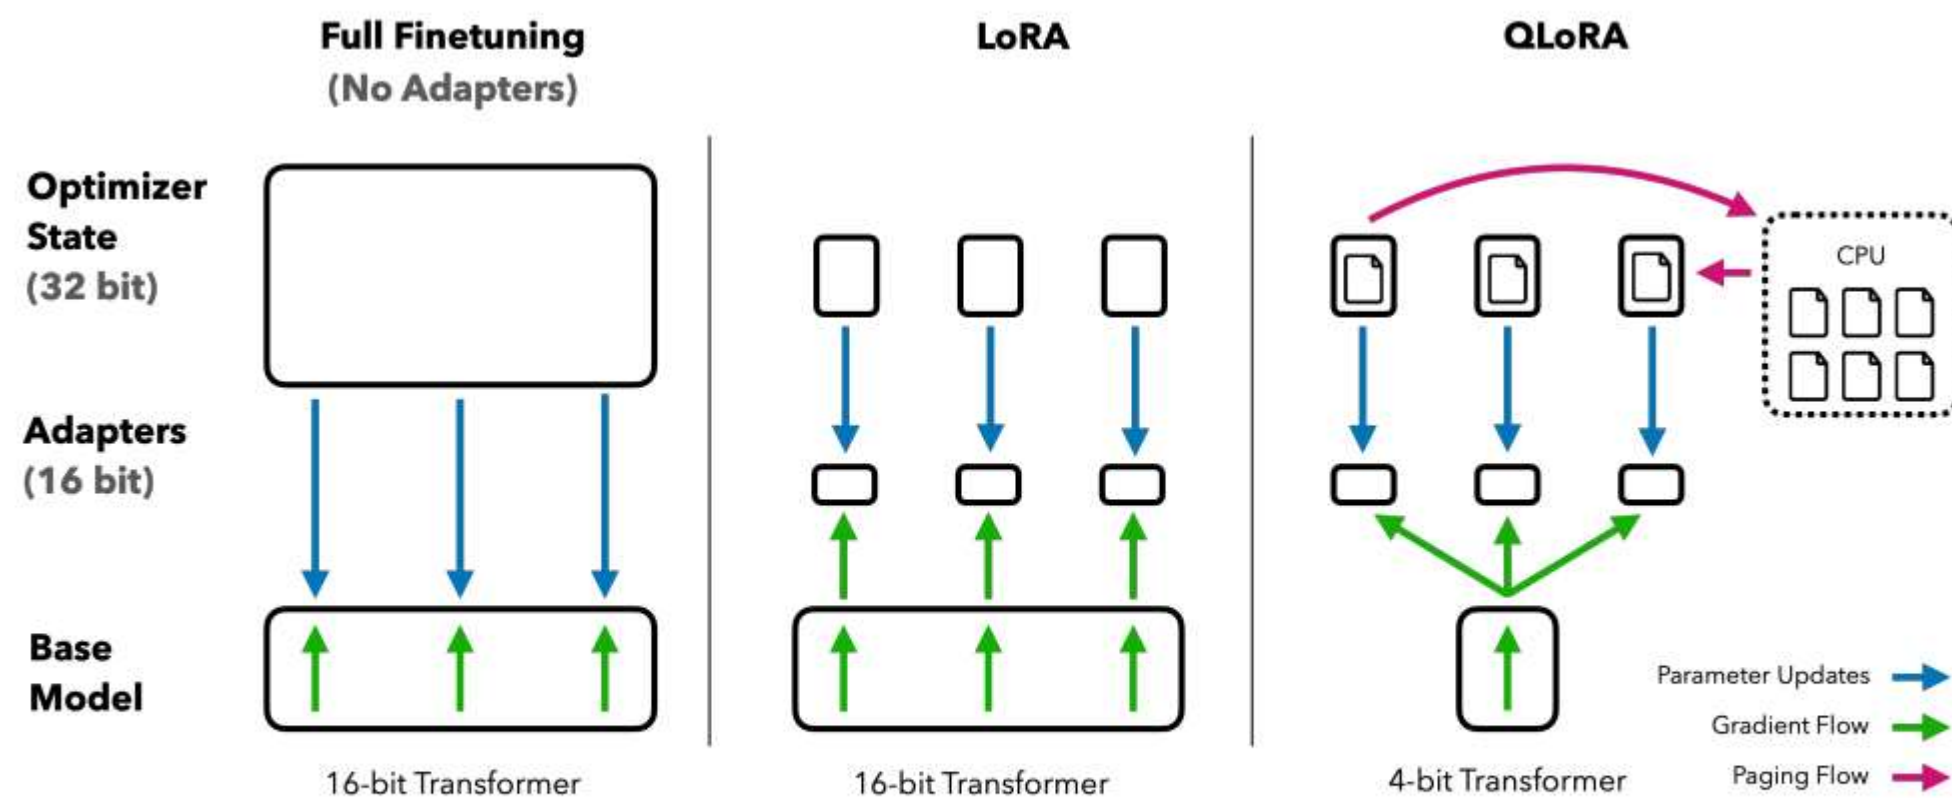 Full Finetuning
(No Adapters)
LoRA
QLoRA
Optimizer
State
(32 bit)
CPU
Adapters
(16 bit)
Base
Model
Parameter Updates
Gradient Flow
Paging Flow
16-bit Transformer
16-bit Transformer
4-bit Transformer